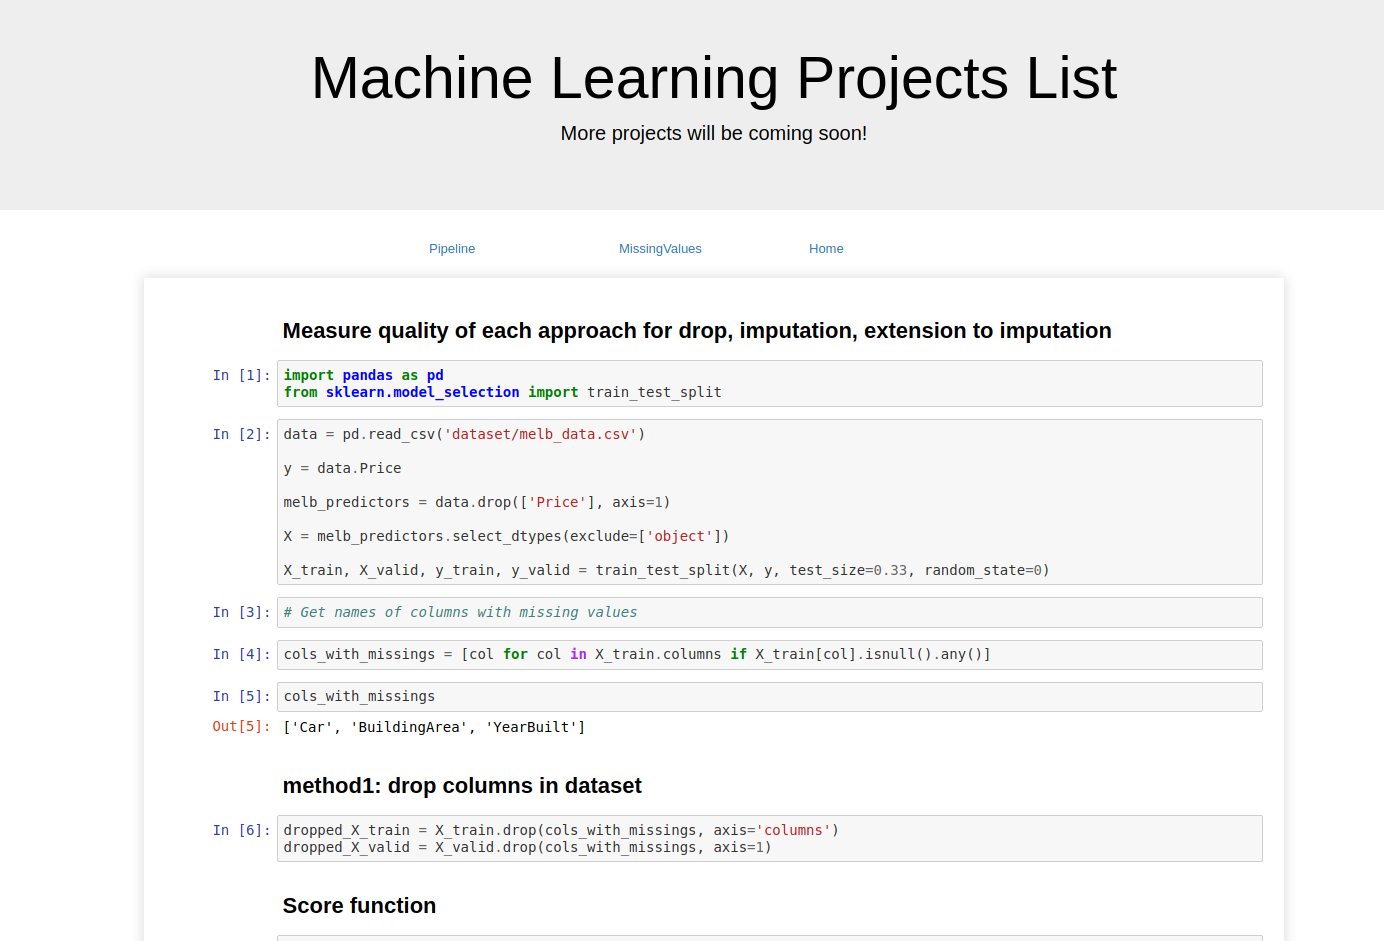 Machine Learning Projects List
More projects will be coming soon!
Pipeline MissingValues Home
Measure quality of each approach for drop, imputation, extension to imputation
In [1]: import pandas as pd
from sklearn.model_selection import train_test_split
In [2]: data = pd.read_csv('dataset/melb_data.csv')
y = data.Price
melb_predictors = data.drop(['Price'], axis=1)
X = melb_predictors.select_dtypes(exclude=['object'])
X_train, X_valid, y_train, y_valid = train_test_split(X, y, test_size=0.33, random_state=0)
In [3]: # Get names of columns with missing values
In [4]: cols_with_missings = [col for col in X_train.columns if X_train[col].isnull().any()]
In [5]: cols_with_missings
Out[5]: ['Car', 'BuildingArea', 'YearBuilt']
method1: drop columns in dataset
In [6]: dropped_X_train = X_train.drop(cols_with_missings, axis='columns')
dropped_X_valid = X_valid.drop(cols_with_missings, axis=1)
Score function